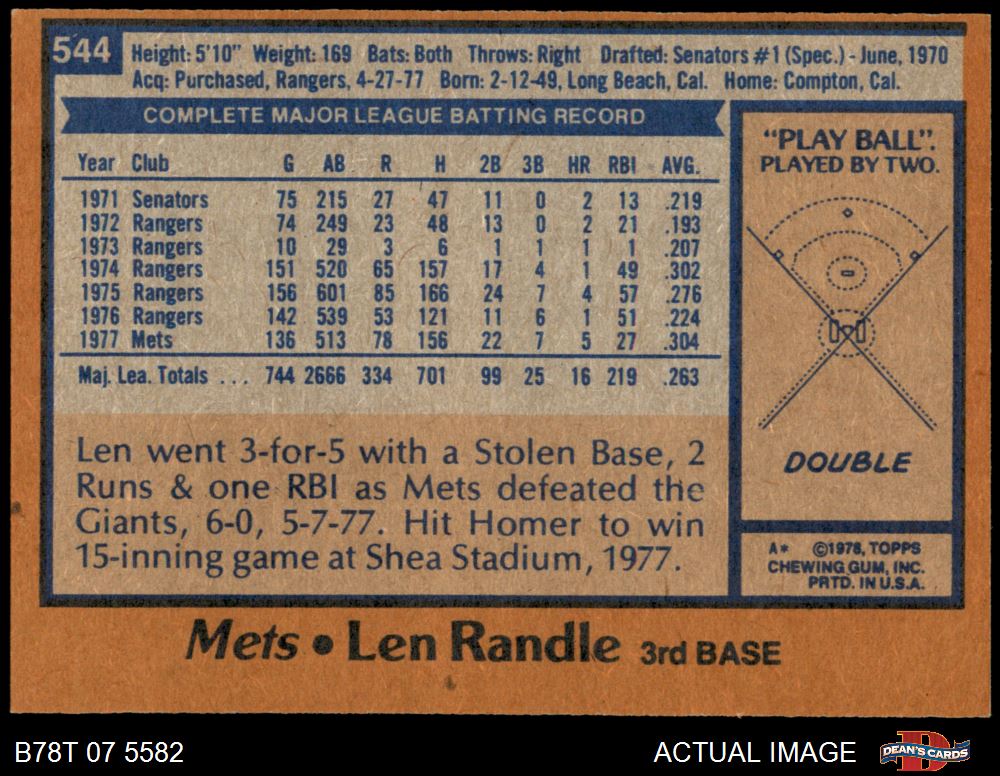 544
Height: 5'10" Weight: 169 Bats: Both Throws: Right Drafted: Senators #1 (Spec.) - June, 1970
Acq: Purchased, Rangers, 4-27-77 Born: 2-12-49, Long Beach, Cal. Home: Compton, Cal.
COMPLETE MAJOR LEAGUE BATTING RECORD
Year Club G AB R H 2B 3B HR RBI AVG.
1971 Senators 75 215 27 47 11 0 2 13 .219
1972 Rangers 74 249 23 48 13 0 2 21 .193
1973 Rangers 10 29 3 6 1 1 1 1 .207
1974 Rangers 151 520 65 157 17 4 1 49 .302
1975 Rangers 156 601 85 166 24 7 4 57 .276
1976 Rangers 142 539 53 121 11 6 1 51 .224
1977 Mets 136 513 78 156 22 7 5 27 .304
Maj. Lea. Totals ... 744 2666 334 701 99 25 16 219 .263
Len went 3-for-5 with a Stolen Base, 2
Runs & one RBI as Mets defeated the
Giants, 6-0, 5-7-77. Hit Homer to win
15-inning game at Shea Stadium, 1977.
"PLAY BALL".
PLAYED BY TWO.
DOUBLE
A* ©1978, TOPPS
CHEWING GUM, INC.
PRTD. IN U.S.A.
Mets • Len Randle 3rd BASE
B78T 07 5582
ACTUAL IMAGE
DEAN'S CARDS